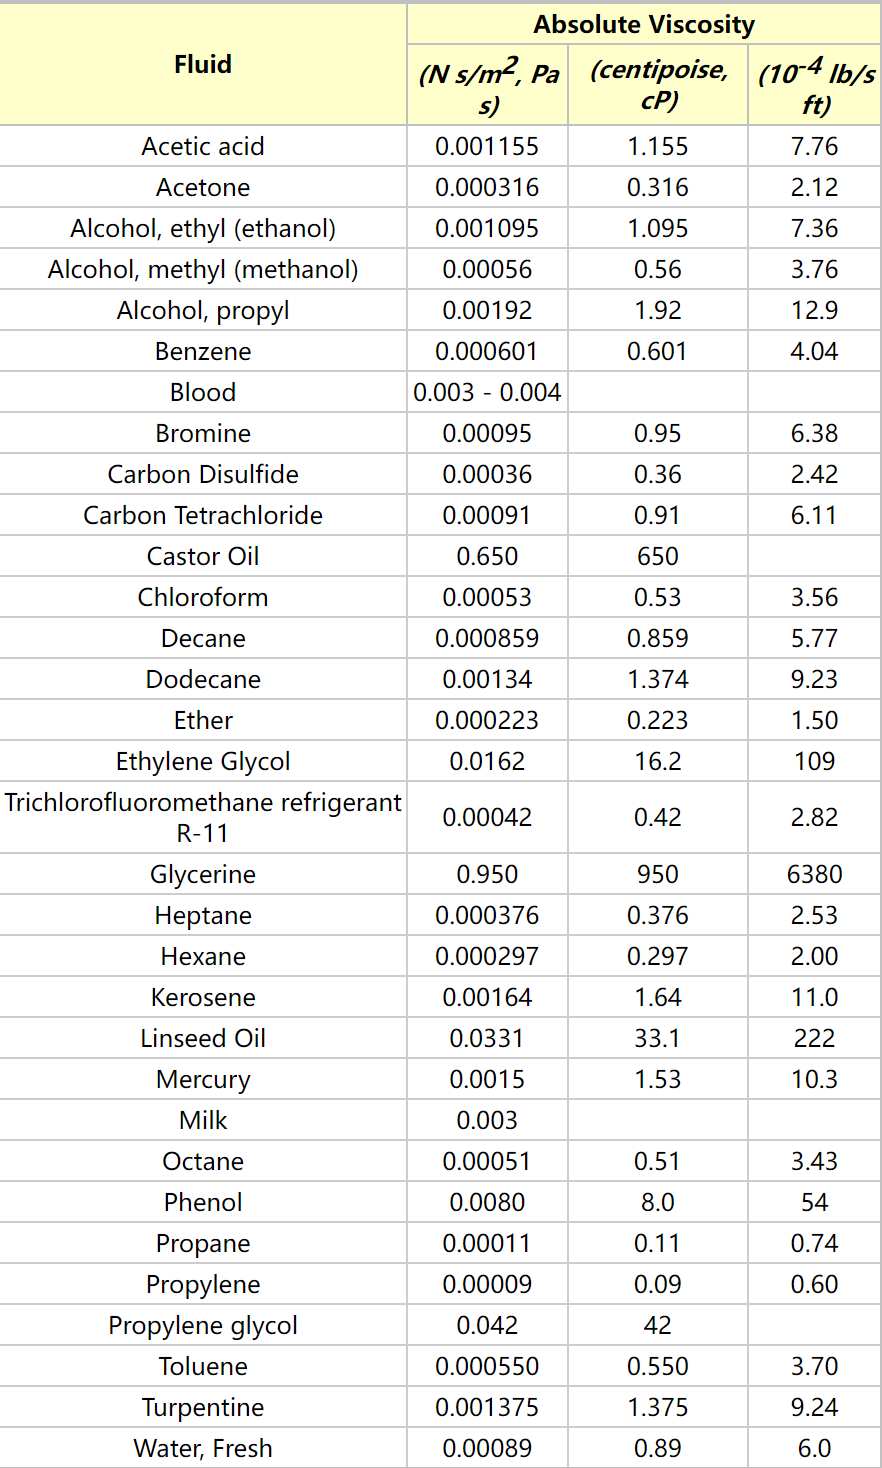 Fluid
Absolute Viscosity
(N s/m2, Pa
s)
(centipoise,
cP)
(10-4 lb/s
ft)
Acetic acid 0.001155 1.155 7.76
Acetone 0.000316 0.316 2.12
Alcohol, ethyl (ethanol) 0.001095 1.095 7.36
Alcohol, methyl (methanol) 0.00056 0.56 3.76
Alcohol, propyl 0.00192 1.92 12.9
Benzene 0.000601 0.601 4.04
Blood 0.003 - 0.004
Bromine 0.00095 0.95 6.38
Carbon Disulfide 0.00036 0.36 2.42
Carbon Tetrachloride 0.00091 0.91 6.11
Castor Oil 0.650 650
Chloroform 0.00053 0.53 3.56
Decane 0.000859 0.859 5.77
Dodecane 0.00134 1.374 9.23
Ether 0.000223 0.223 1.50
Ethylene Glycol 0.0162 16.2 109
Trichlorofluoromethane refrigerant
R-11 0.00042 0.42 2.82
Glycerine 0.950 950 6380
Heptane 0.000376 0.376 2.53
Hexane 0.000297 0.297 2.00
Kerosene 0.00164 1.64 11.0
Linseed Oil 0.0331 33.1 222
Mercury 0.0015 1.53 10.3
Milk 0.003
Octane 0.00051 0.51 3.43
Phenol 0.0080 8.0 54
Propane 0.00011 0.11 0.74
Propylene 0.00009 0.09 0.60
Propylene glycol 0.042 42
Toluene 0.000550 0.550 3.70
Turpentine 0.001375 1.375 9.24
Water, Fresh 0.00089 0.89 6.0